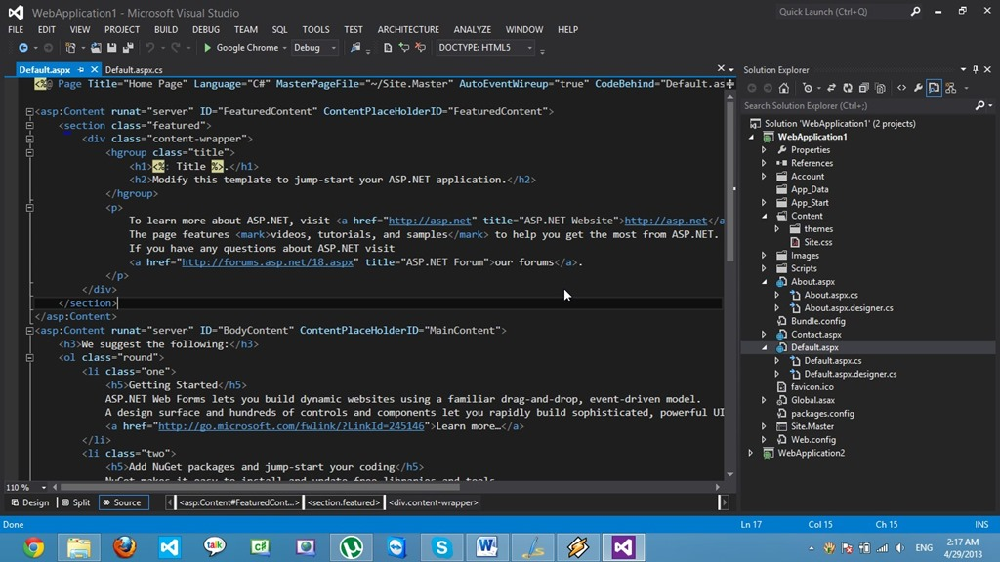 WebApplication1 - Microsoft Visual Studio
Quick Launch (Ctrl+Q)
FILE EDIT VIEW PROJECT BUILD DEBUG TEAM SQL TOOLS TEST ARCHITECTURE ANALYZE WINDOW HELP
Google Chrome Debug DOCTYPE: HTML5
Default.aspx Default.aspx.cs
<%@ Page Title="Home Page" Language="C#" MasterPageFile="~/Site.Master" AutoEventWireup="true" CodeBehind="Default.as
<asp:Content runat="server" ID="FeaturedContent" ContentPlaceHolderID="FeaturedContent">
<section class="featured">
<div class="content-wrapper">
<hgroup class="title">
<h1><%: Title %>.</h1>
<h2>Modify this template to jump-start your ASP.NET application.</h2>
</hgroup>
<p>
To learn more about ASP.NET, visit <a href="http://asp.net" title="ASP.NET Website">http://asp.net</a
The page features <mark>videos, tutorials, and samples</mark> to help you get the most from ASP.NET.
If you have any questions about ASP.NET visit
<a href="http://forums.asp.net/18.aspx" title="ASP.NET Forum">our forums</a>.
</p>
</div>
</section>
</asp:Content>
<asp:Content runat="server" ID="BodyContent" ContentPlaceHolderID="MainContent">
<h3>We suggest the following:</h3>
<ol class="round">
<li class="one">
<h5>Getting Started</h5>
ASP.NET Web Forms lets you build dynamic websites using a familiar drag-and-drop, event-driven model.
A design surface and hundreds of controls and components let you rapidly build sophisticated, powerful UI
<a href="http://go.microsoft.com/fwlink/?LinkId=245146">Learn more…</a>
</li>
<li class="two">
<h5>Add NuGet packages and jump-start your coding</h5>
NuGet makes it easy to install and update free libraries and tools.
110 %
Design Split Source <asp:Content#FeaturedCont...> <section.featured> <div.content-wrapper>
Solution Explorer
Search Solution Explorer (Ctrl+;)
Solution 'WebApplication1' (2 projects)
WebApplication1
Properties
References
Account
App_Data
App_Start
Content
themes
Site.css
Images
Scripts
About.aspx
About.aspx.cs
About.aspx.designer.cs
Bundle.config
Contact.aspx
Default.aspx
Default.aspx.cs
Default.aspx.designer.cs
favicon.ico
Global.asax
packages.config
Site.Master
Web.config
WebApplication2
Done Ln 17 Col 15 Ch 15 INS
talk C# ENG 2:17 AM
4/29/2013